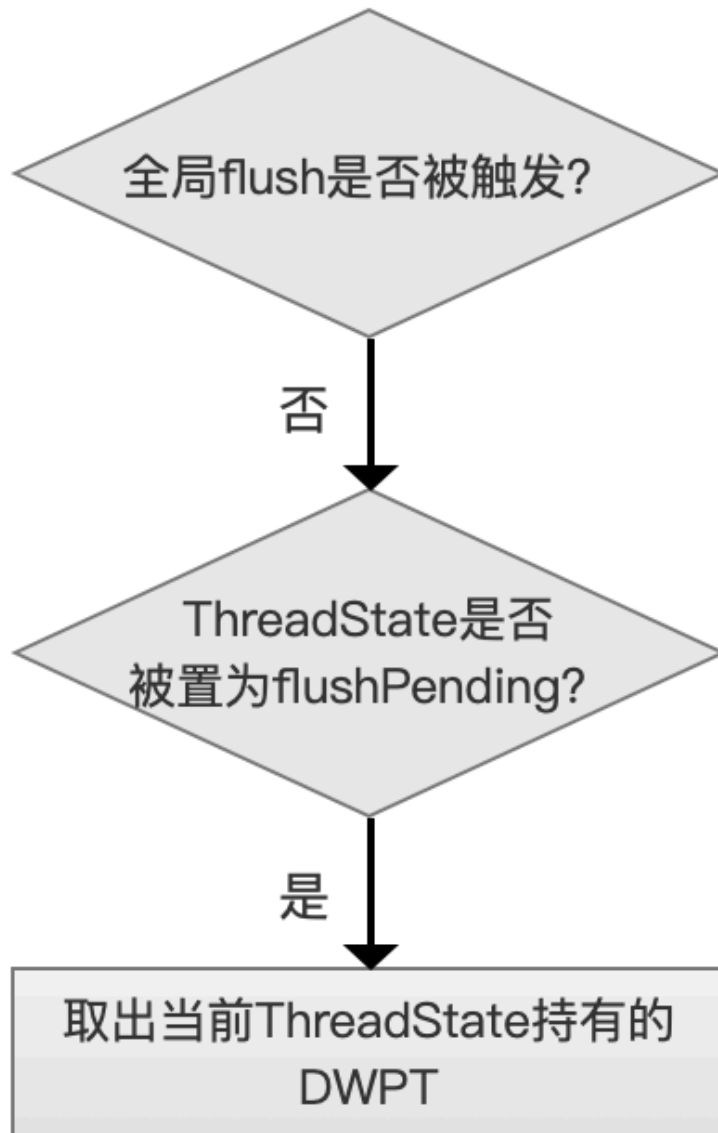 全局flush是否被触发?
否
ThreadState是否
被置为flushPending?
是
取出当前ThreadState持有的
DWPT